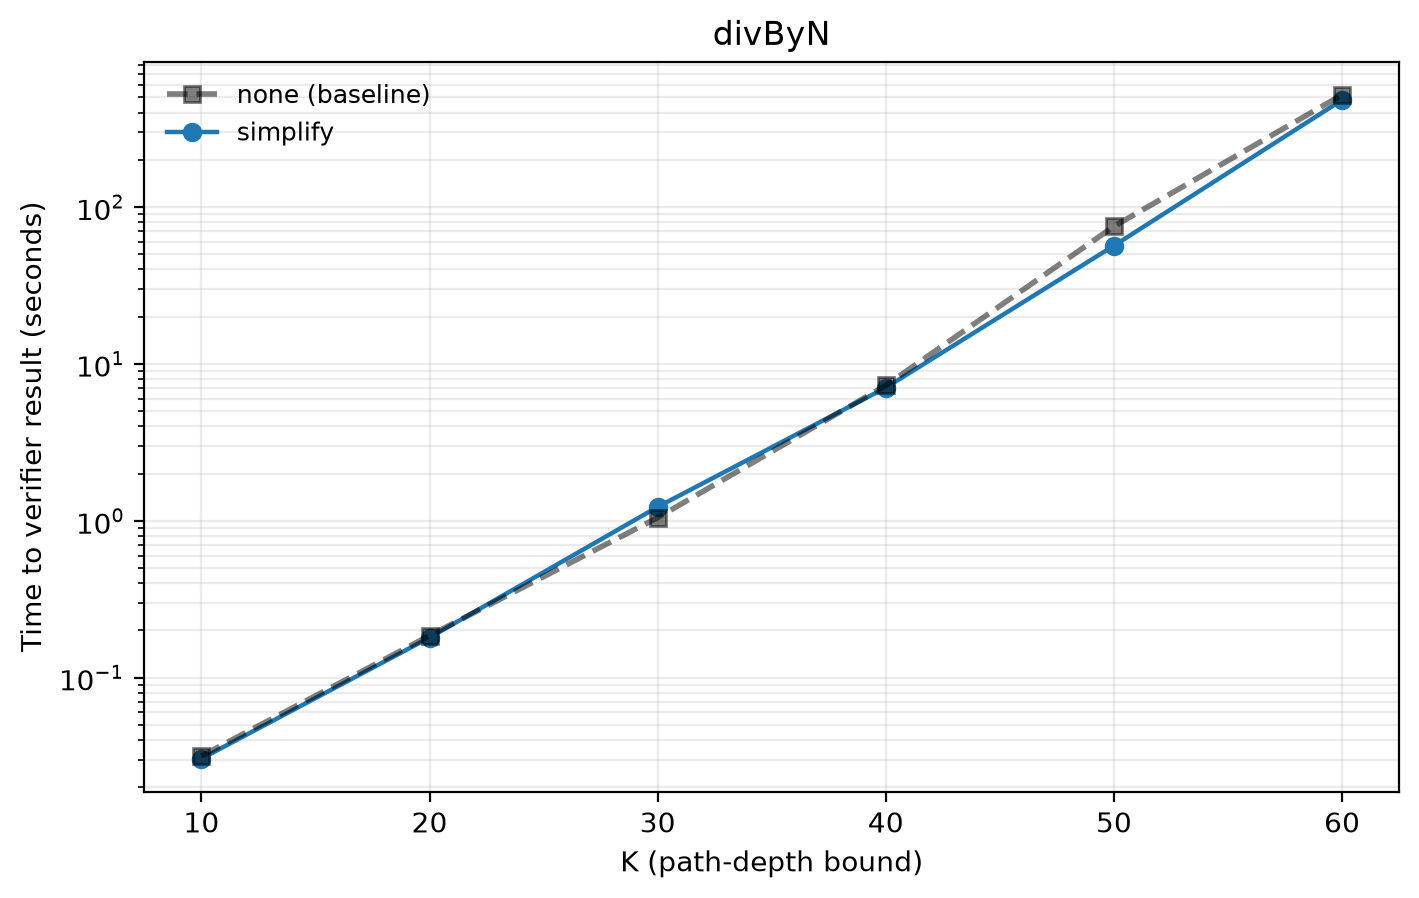 divByN
none (baseline)
simplify
Time to verifier result (seconds)
10²
10¹
10⁰
10⁻¹
10 20 30 40 50 60
K (path-depth bound)